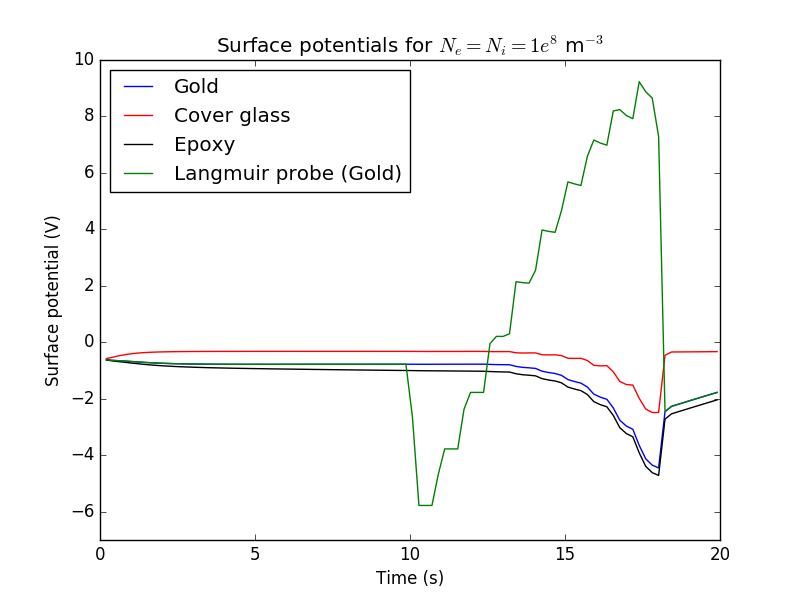 Surface potentials for $N_e = N_i = 1e^8$ m$^{-3}$
10
8
6
4
2
0
−2
−4
−6
Surface potential (V)
Gold
Cover glass
Epoxy
Langmuir probe (Gold)
0 5 10 15 20
Time (s)